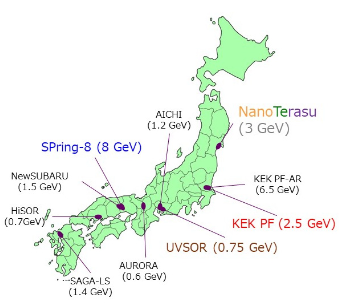 NanoTerasu
(3 GeV)
AICHI
(1.2 GeV)
SPring-8 (8 GeV)
NewSUBARU
(1.5 GeV)
KEK PF-AR
(6.5 GeV)
HiSOR
(0.7GeV)
KEK PF (2.5 GeV)
UVSOR (0.75 GeV)
AURORA
(0.6 GeV)
SAGA-LS
(1.4 GeV)